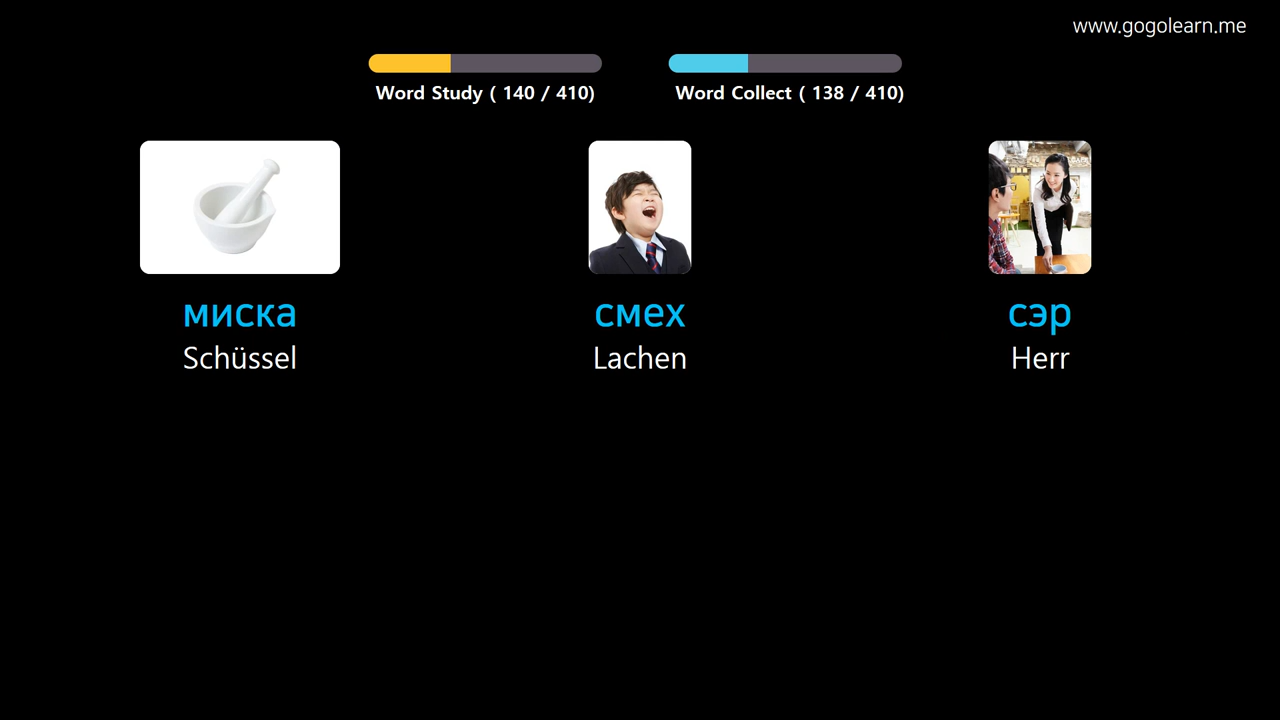 www.gogolearn.me
Word Study ( 140 / 410)
Word Collect ( 138 / 410)
миска
смех
сэр
Schüssel
Lachen
Herr